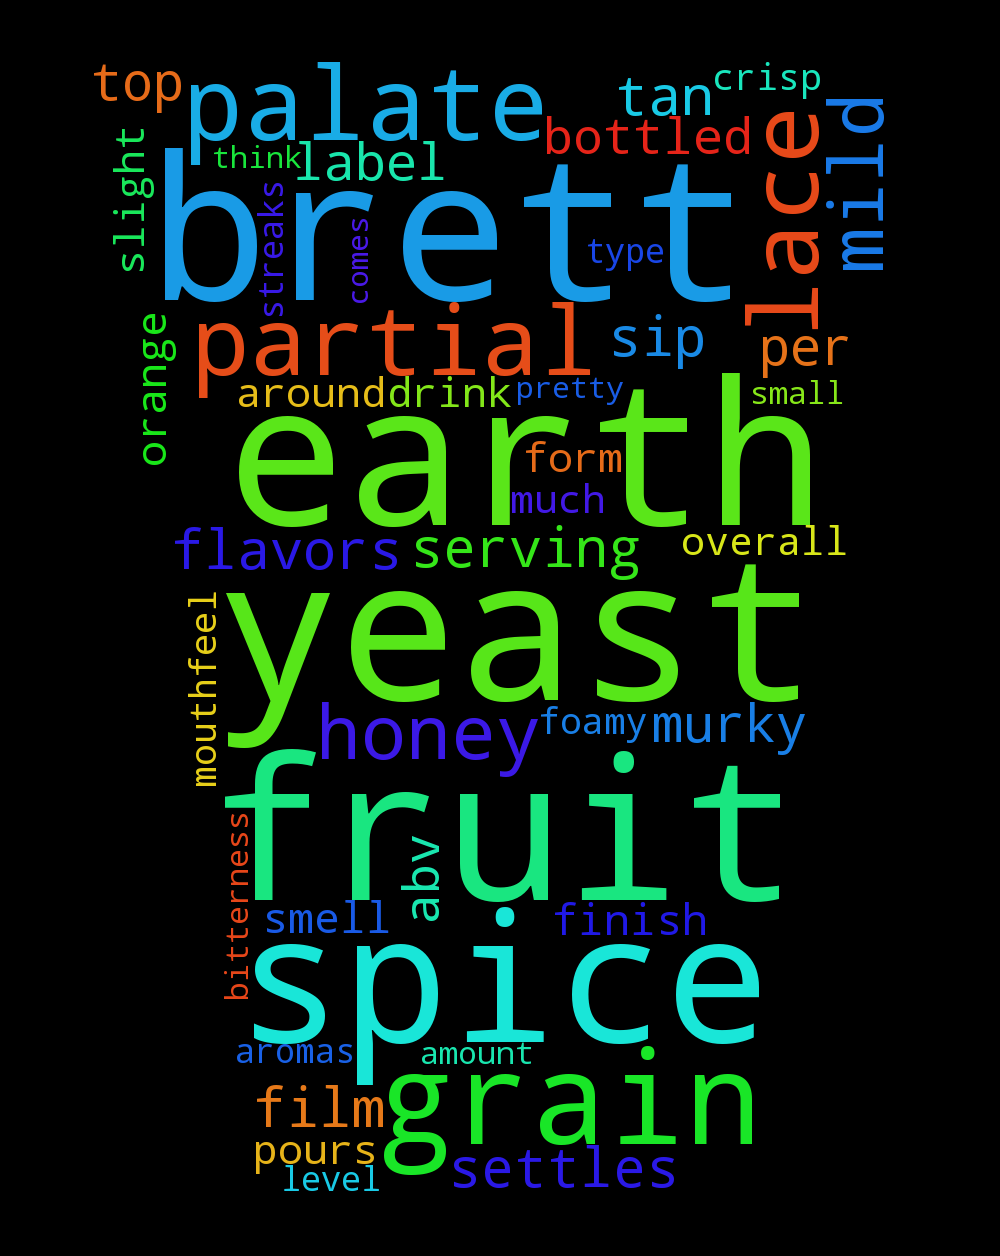 top
palate
tan
crisp
bottled
lace
mild
slight
think
label
brett
streaks
comes
type
partial
sip
per
orange
around
drink
pretty
small
earth
form
much
flavors
serving
overall
yeast
mouthfeel
honey
foamy
murky
fruit
bitterness
abv
smell
finish
spice
aromas
amount
grain
film
pours
settles
level